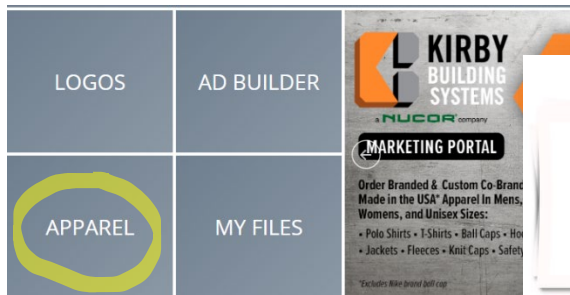 LOGOS
AD BUILDER
APPAREL
MY FILES
KIRBY
BUILDING
SYSTEMS
a NUCOR company
MARKETING PORTAL
Order Branded & Custom Co-Brand
Made in the USA* Apparel In Mens,
Womens, and Unisex Sizes:
• Polo Shirts • T-Shirts • Ball Caps •
• Jackets • Fleeces • Knit Caps • Safety
*Excludes Nike brand ball cap